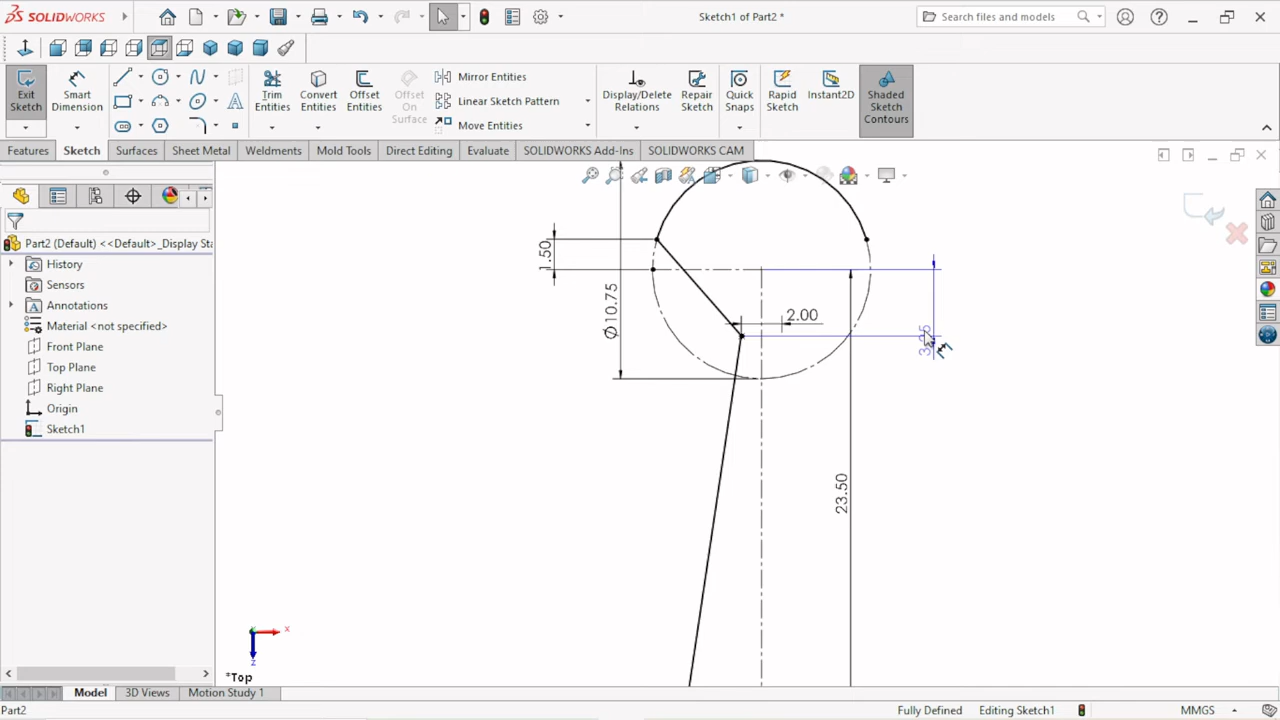 SOLIDWORKS
Sketch1 of Part2 *
Search files and models
Exit Sketch
Smart Dimension
Trim Entities
Convert Entities
Offset Entities
Offset On Surface
Mirror Entities
Linear Sketch Pattern
Move Entities
Display/Delete Relations
Repair Sketch
Quick Snaps
Rapid Sketch
Instant2D
Shaded Sketch Contours
Features
Sketch
Surfaces
Sheet Metal
Weldments
Mold Tools
Direct Editing
Evaluate
SOLIDWORKS Add-Ins
SOLIDWORKS CAM
Part2 (Default) <<Default>_Display Sta
History
Sensors
Annotations
Material <not specified>
Front Plane
Top Plane
Right Plane
Origin
Sketch1
1.50
Ø10.75
2.00
23.50
x
z
*Top
Model
3D Views
Motion Study 1
Part2
Fully Defined
Editing Sketch1
MMGS